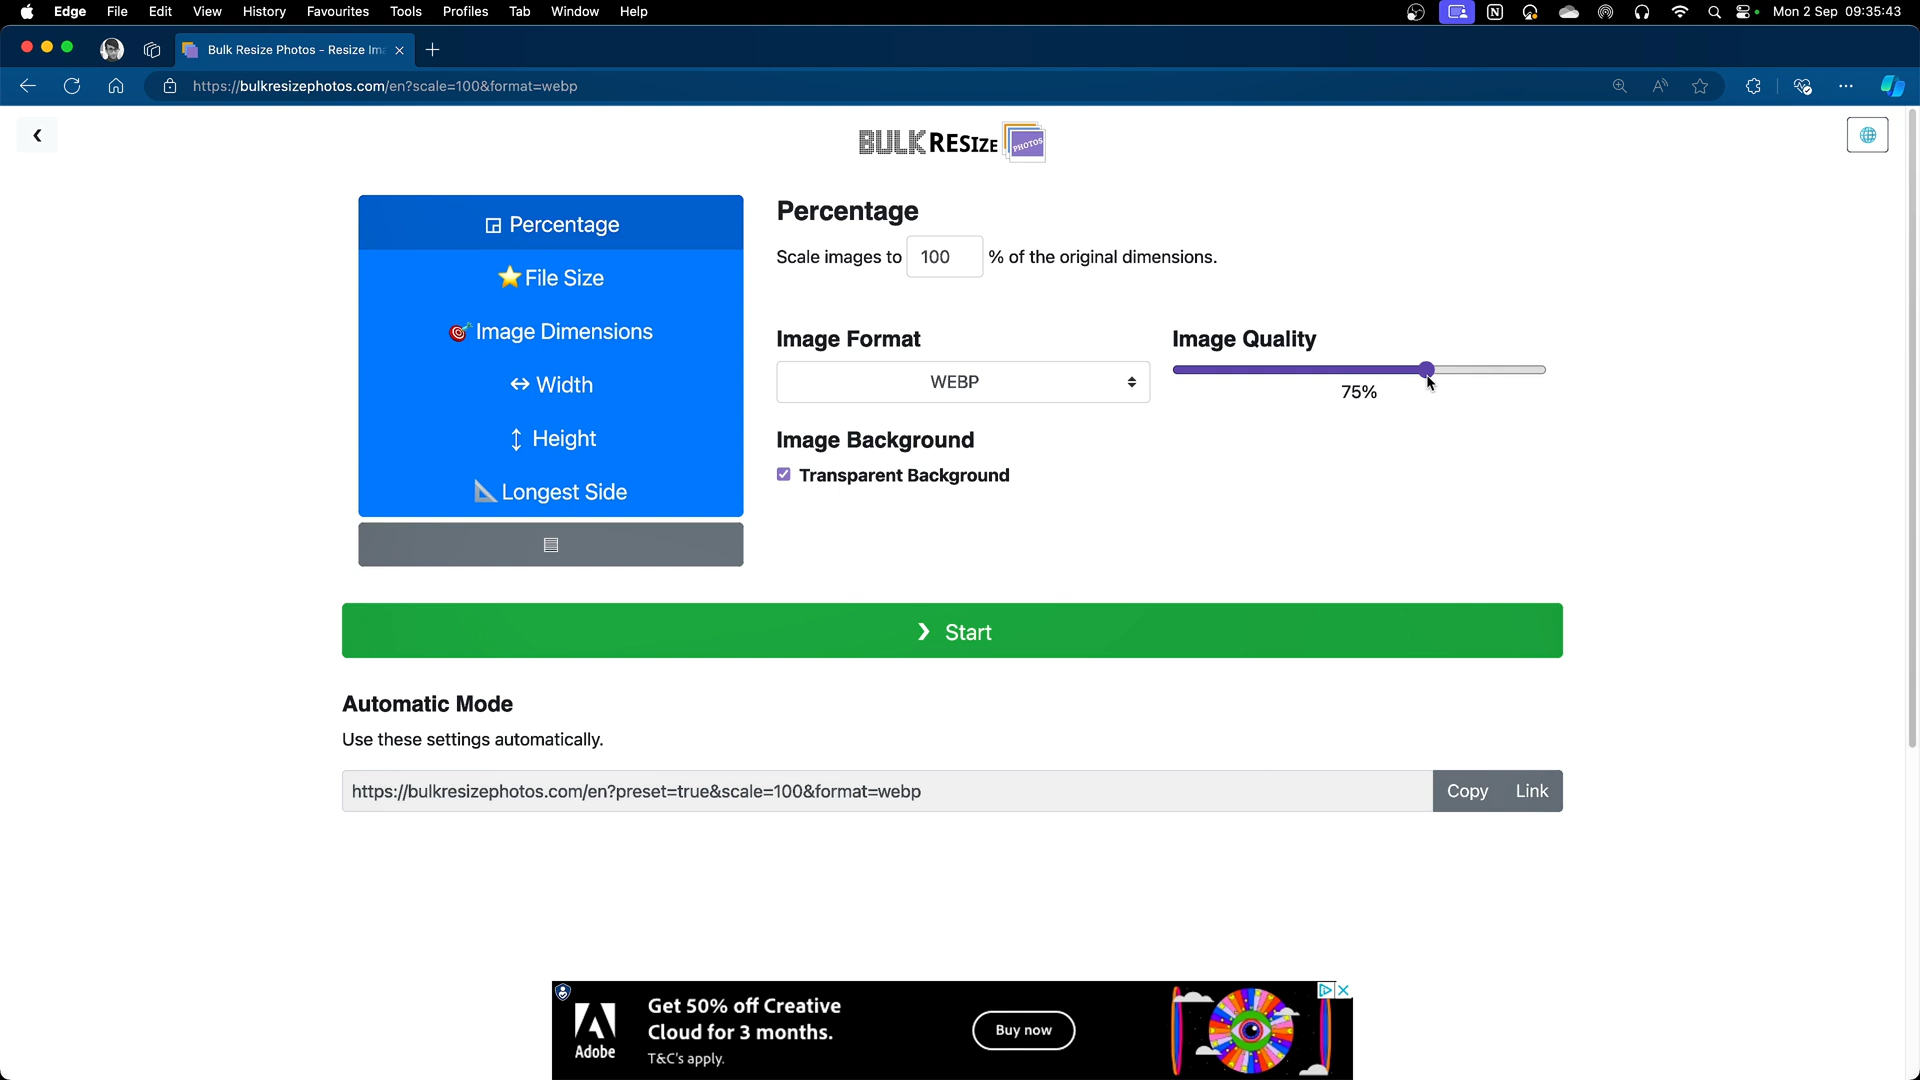 Edge File Edit View History Favourites Tools Profiles Tab Window Help Mon 2 Sep 09:35:43
Bulk Resize Photos - Resize Ima
https://bulkresizephotos.com/en?scale=100&format=webp
BULK RESIZE PHOTOS
Percentage
File Size
Image Dimensions
Width
Height
Longest Side
Percentage
Scale images to 100 % of the original dimensions.
Image Format
WEBP
Image Quality
75%
Image Background
Transparent Background
Start
Automatic Mode
Use these settings automatically.
https://bulkresizephotos.com/en?preset=true&scale=100&format=webp Copy Link
Adobe
Get 50% off Creative
Cloud for 3 months.
T&C's apply.
Buy now